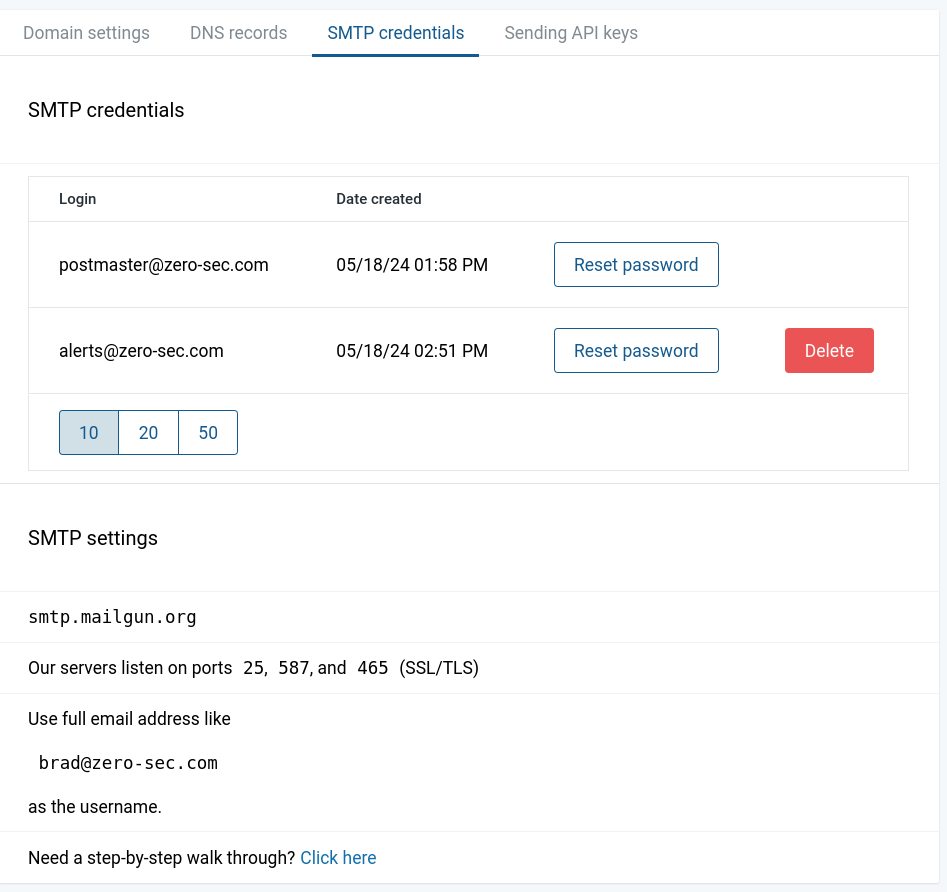 Domain settings DNS records SMTP credentials Sending API keys
SMTP credentials
Login Date created
postmaster@zero-sec.com 05/18/24 01:58 PM Reset password
alerts@zero-sec.com 05/18/24 02:51 PM Reset password Delete
10 20 50
SMTP settings
smtp.mailgun.org
Our servers listen on ports 25, 587, and 465 (SSL/TLS)
Use full email address like
brad@zero-sec.com
as the username.
Need a step-by-step walk through? Click here